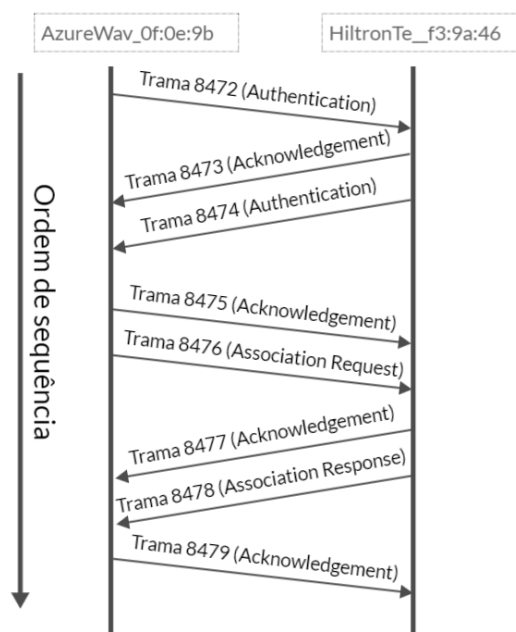 AzureWav_0f:0e:9b
HiltronTe__f3:9a:46
Trama 8472 (Authentication)
Trama 8473 (Acknowledgement)
Trama 8474 (Authentication)
Trama 8475 (Acknowledgement)
Trama 8476 (Association Request)
Trama 8477 (Acknowledgement)
Trama 8478 (Association Response)
Trama 8479 (Acknowledgement)
Ordem de sequência